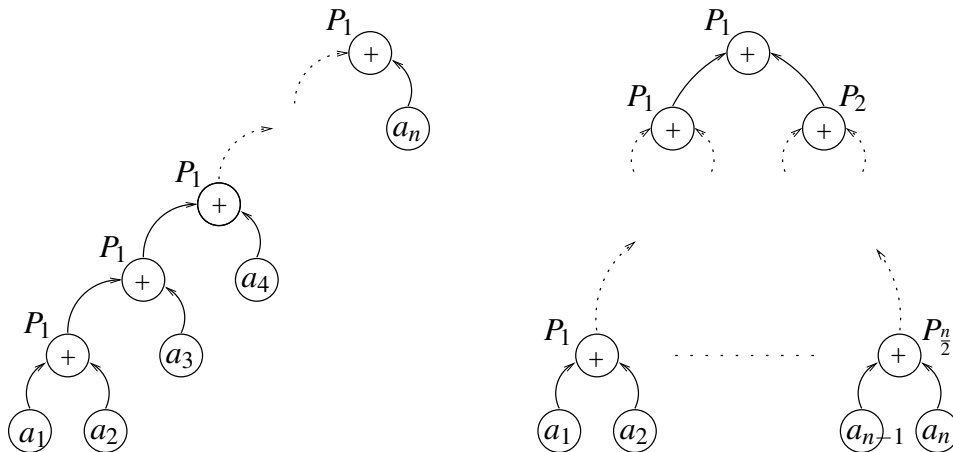 P₁ P₁
+ +
P₁ P₂
aₙ + +
P₁
+
P₁
+ a₄
P₁ P₁ P_{n/2}
+ a₃ + +
a₁ a₂ a₁ a₂ aₙ₋₁ aₙ